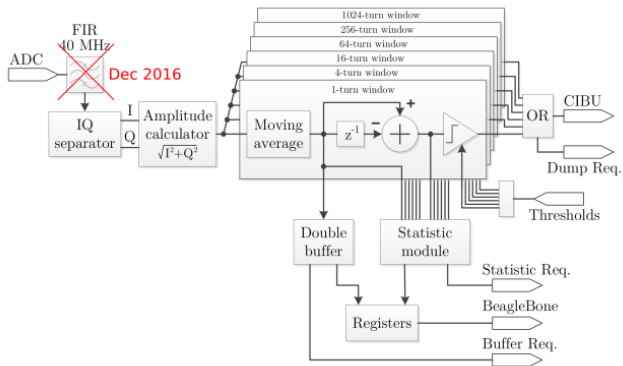 1024-turn window
256-turn window
64-turn window
16-turn window
4-turn window
1-turn window
FIR
40 MHz
ADC
Dec 2016
I
Q
IQ
separator
Amplitude
calculator
√I²+Q²
Moving
average
z⁻¹
−
+
OR
CIBU
Dump Req.
Thresholds
Double
buffer
Statistic
module
Statistic Req.
Registers
BeagleBone
Buffer Req.